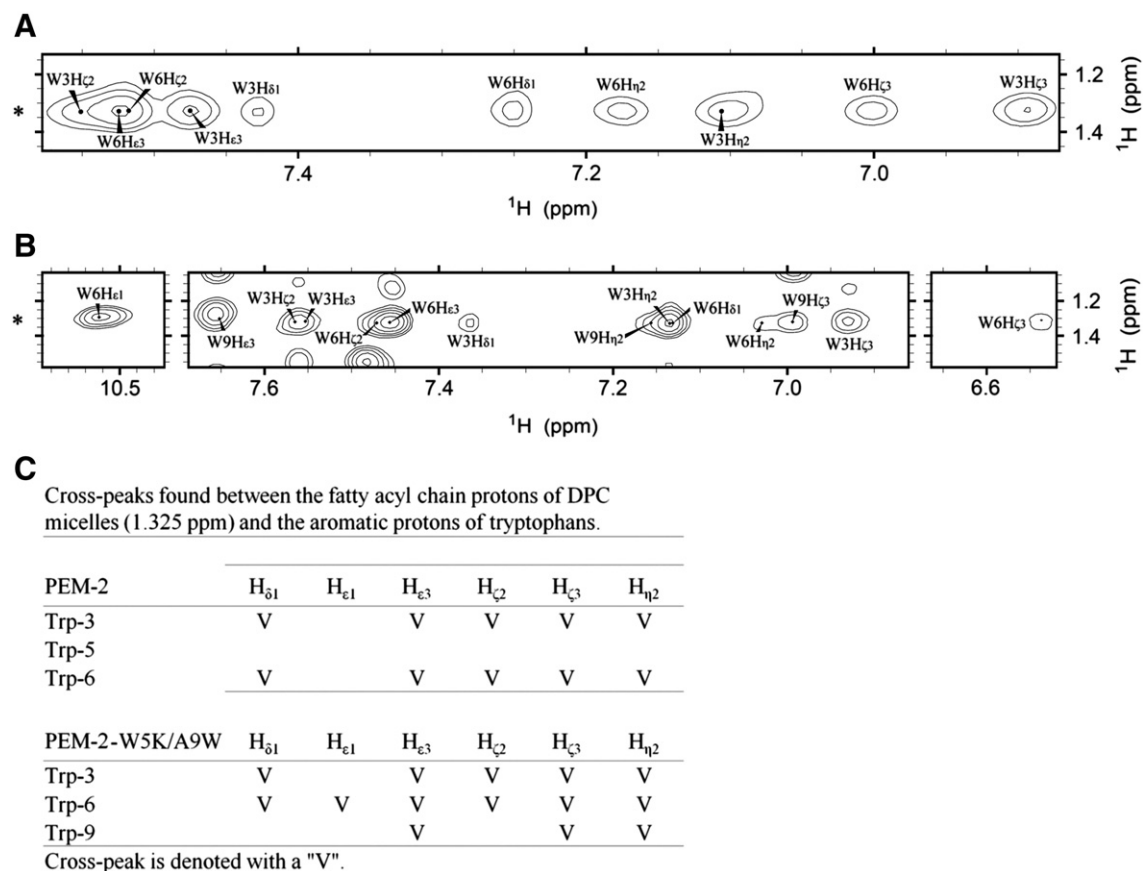 A
W3Hζ2 W6Hζ2 W3Hδ1 W6Hδ1 W6Hη2 W6Hζ3 W3Hζ3
* W6Hε3 W3Hε3 W3Hη2
1.2
1.4
¹H (ppm)
7.4 7.2 7.0
¹H (ppm)
B
W6Hε1 W3Hζ2 W3Hε3 W6Hε3 W3Hη2 W6Hδ1 W9Hζ3
* W9Hε3 W6Hζ2 W3Hδ1 W9Hη2 W6Hη2 W3Hζ3 W6Hζ3
1.2
1.4
¹H (ppm)
10.5 7.6 7.4 7.2 7.0 6.6
¹H (ppm)
C
Cross-peaks found between the fatty acyl chain protons of DPC
micelles (1.325 ppm) and the aromatic protons of tryptophans.
PEM-2 Hδ1 Hε1 Hε3 Hζ2 Hζ3 Hη2
Trp-3 V V V V V
Trp-5
Trp-6 V V V V V
PEM-2-W5K/A9W Hδ1 Hε1 Hε3 Hζ2 Hζ3 Hη2
Trp-3 V V V V V
Trp-6 V V V V V V
Trp-9 V V V
Cross-peak is denoted with a "V".